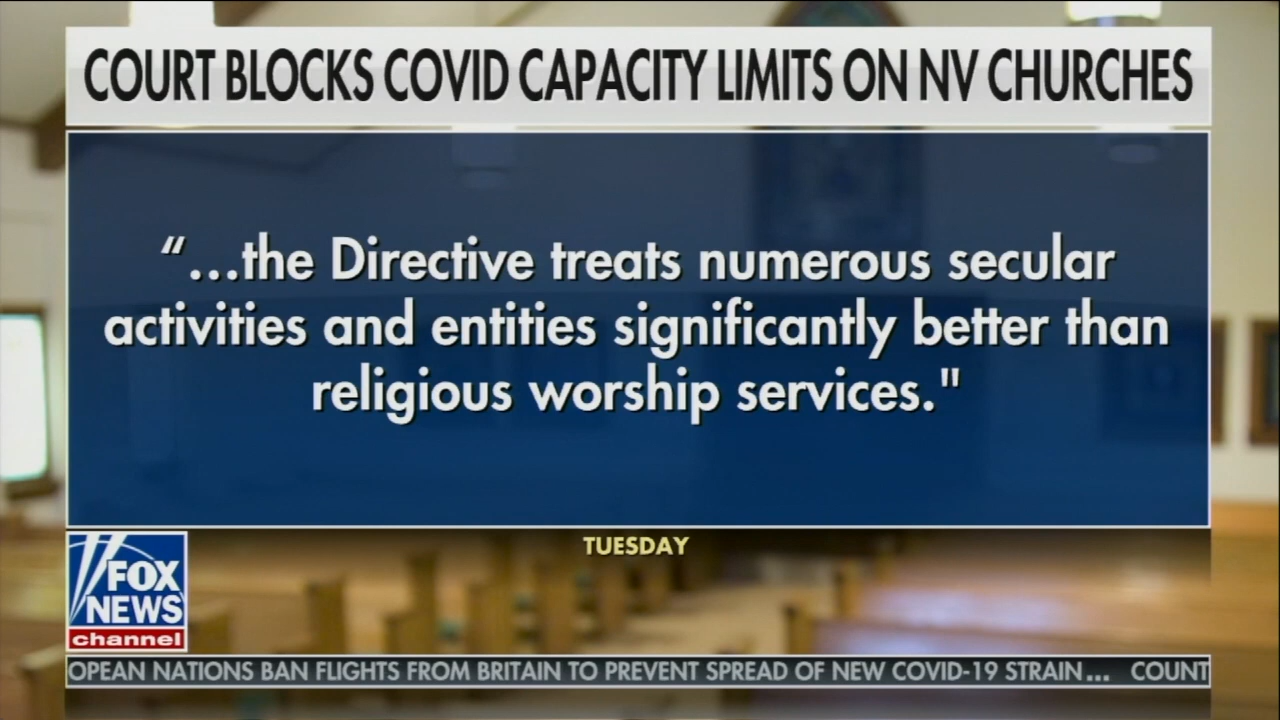 COURT BLOCKS COVID CAPACITY LIMITS ON NV CHURCHES
“...the Directive treats numerous secular
activities and entities significantly better than
religious worship services."
TUESDAY
FOX
NEWS
channel
OPEAN NATIONS BAN FLIGHTS FROM BRITAIN TO PREVENT SPREAD OF NEW COVID-19 STRAIN... COUNT